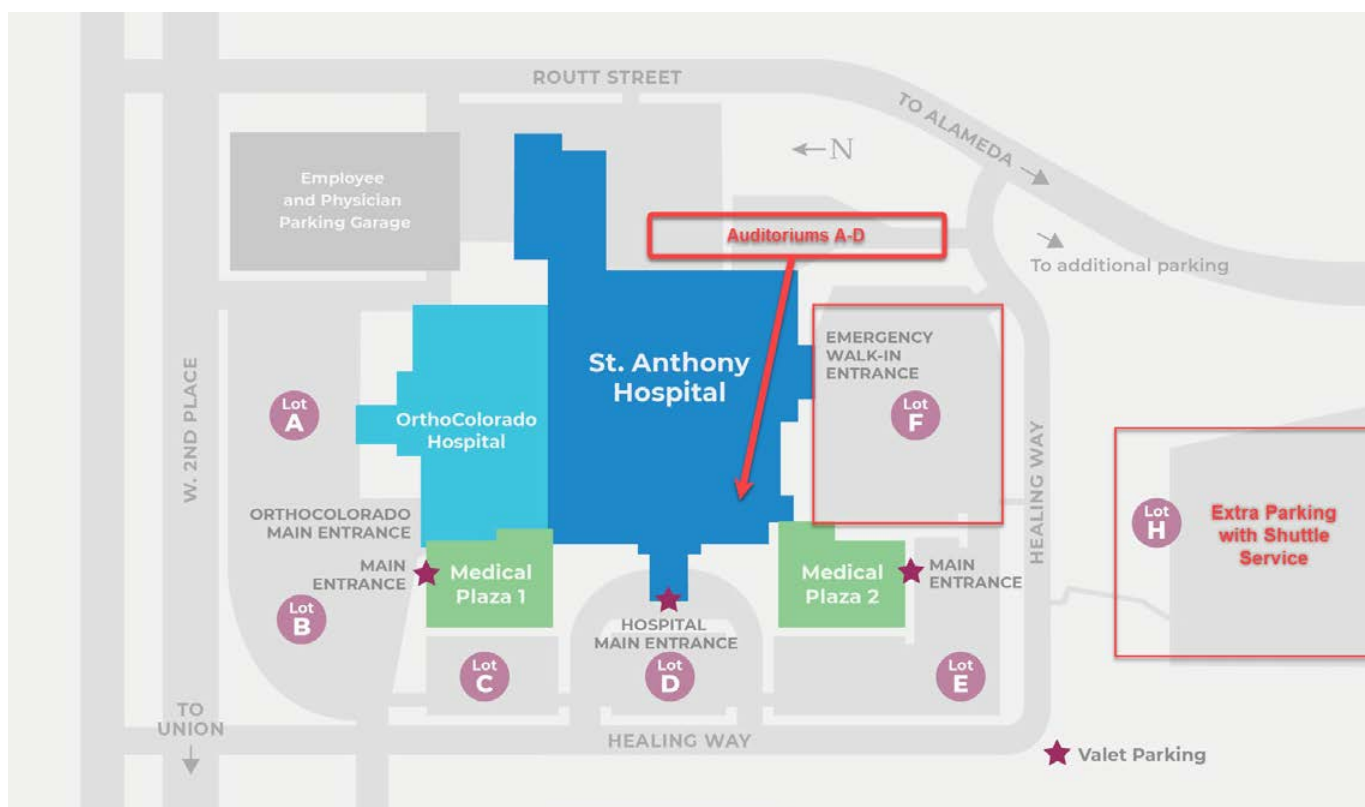 ROUTT STREET
TO ALAMEDA
←N
Employee
and Physician
Parking Garage
Auditoriums A-D
To additional parking
EMERGENCY
WALK-IN
ENTRANCE
St. Anthony
Hospital
W. 2ND PLACE
Lot
A
OrthoColorado
Hospital
Lot
F
HEALING WAY
ORTHOCOLORADO
MAIN ENTRANCE
Lot
H
Extra Parking
with Shuttle
Service
MAIN
ENTRANCE
Medical
Plaza 1
Medical
Plaza 2
MAIN
ENTRANCE
Lot
B
HOSPITAL
MAIN ENTRANCE
Lot
C
Lot
D
Lot
E
TO
UNION
HEALING WAY
Valet Parking